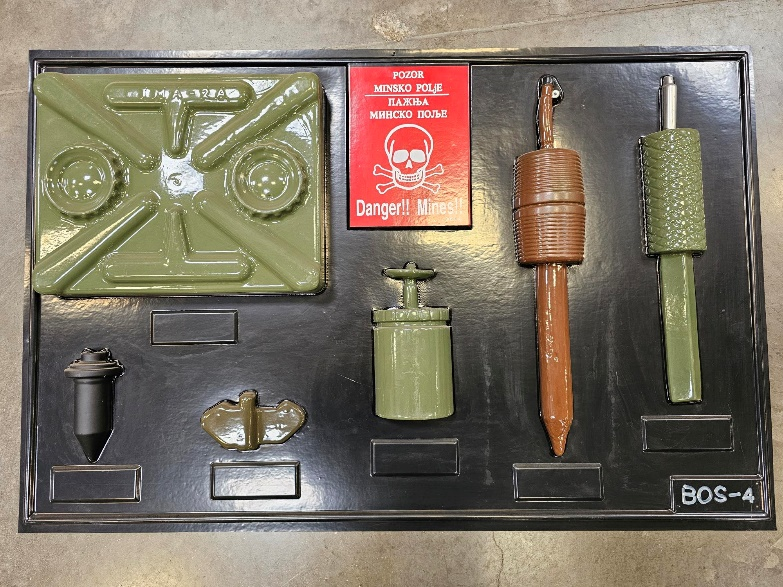 POZOR
MINSKO POLjE
ПАЖЊА
МИНСКО ПОЉЕ
Danger!! Mines!!
BOS-4